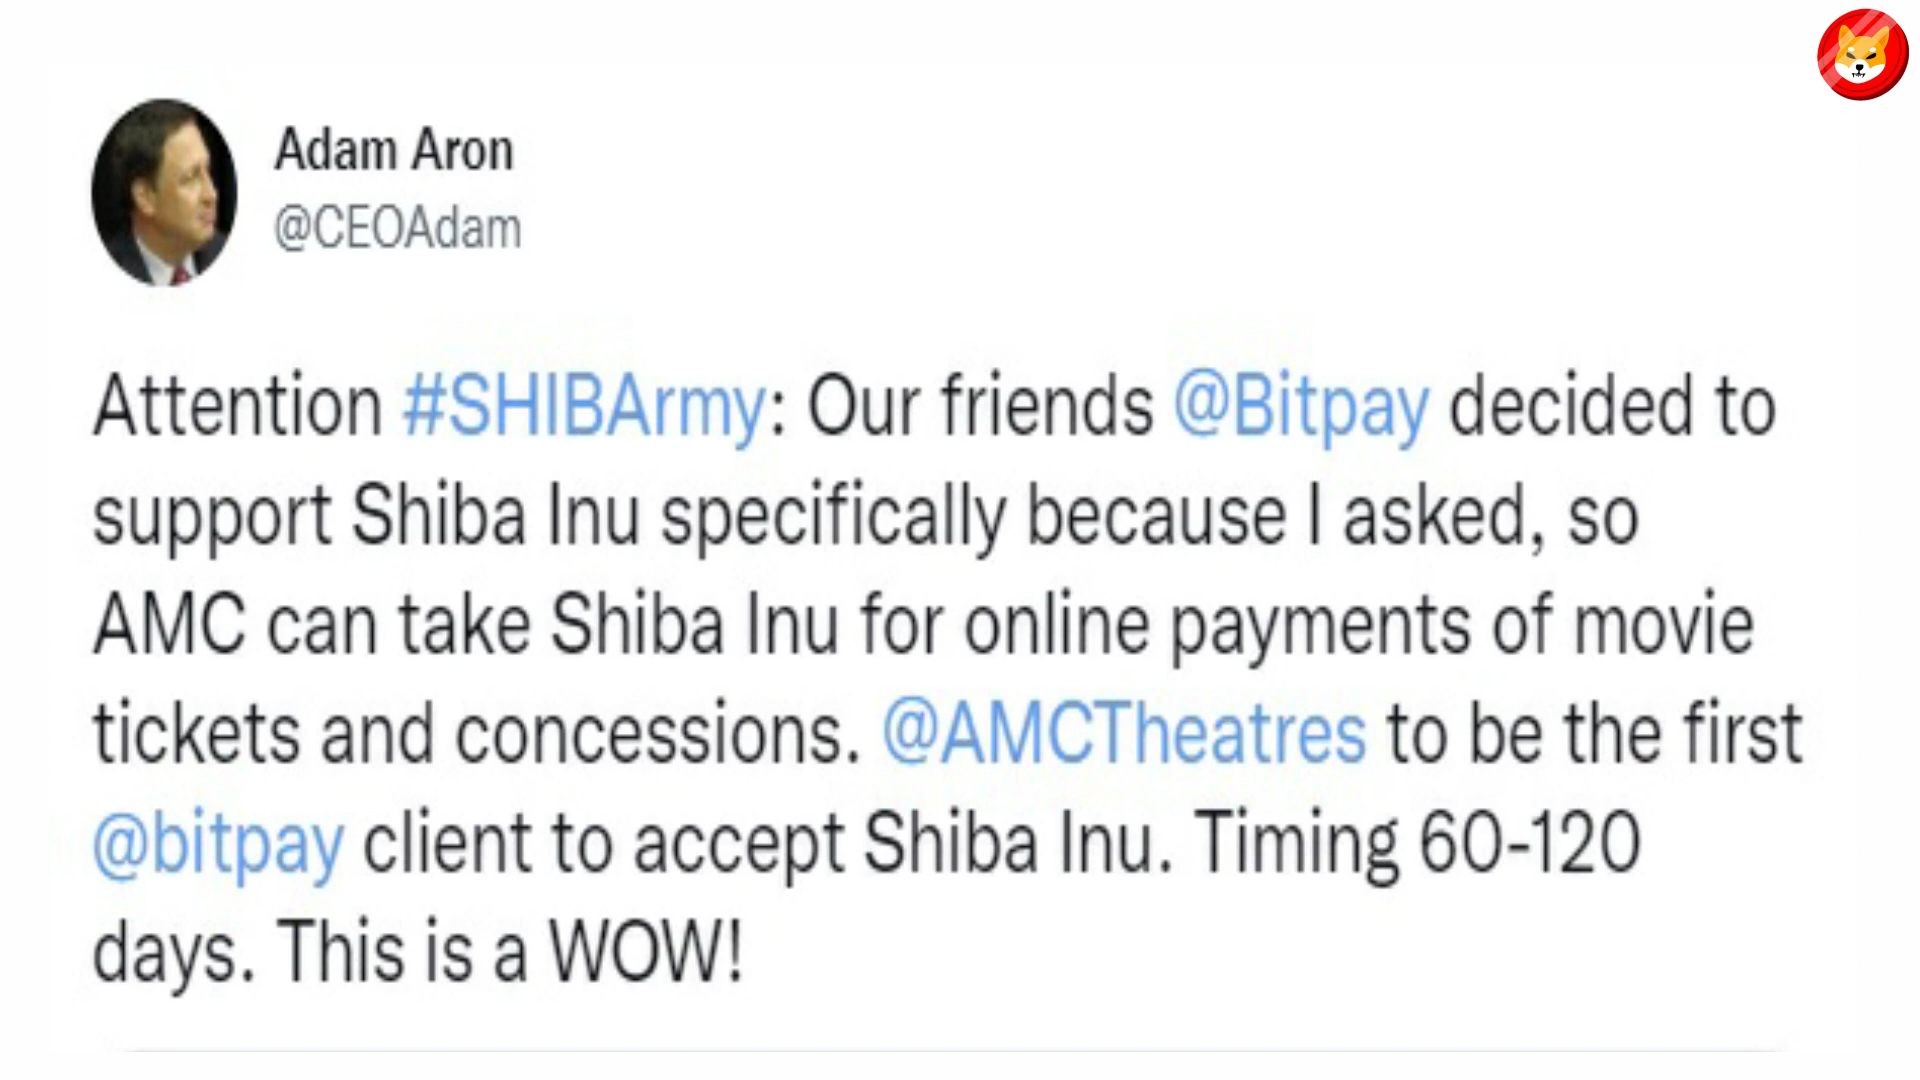 Adam Aron
@CEOAdam
Attention #SHIBArmy: Our friends @Bitpay decided to
support Shiba Inu specifically because I asked, so
AMC can take Shiba Inu for online payments of movie
tickets and concessions. @AMCTheatres to be the first
@bitpay client to accept Shiba Inu. Timing 60-120
days. This is a WOW!